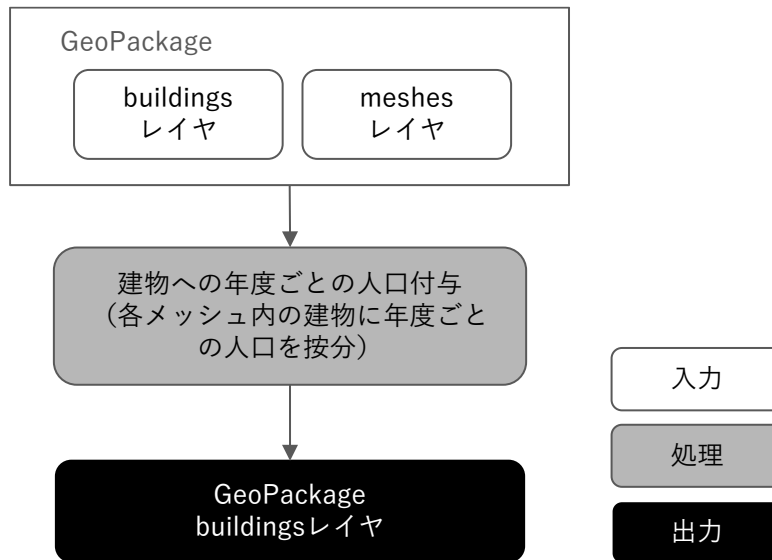 GeoPackage
buildings
レイヤ
meshes
レイヤ
建物への年度ごとの人口付与
（各メッシュ内の建物に年度ごと
の人口を按分）
GeoPackage
buildingsレイヤ
入力
処理
出力